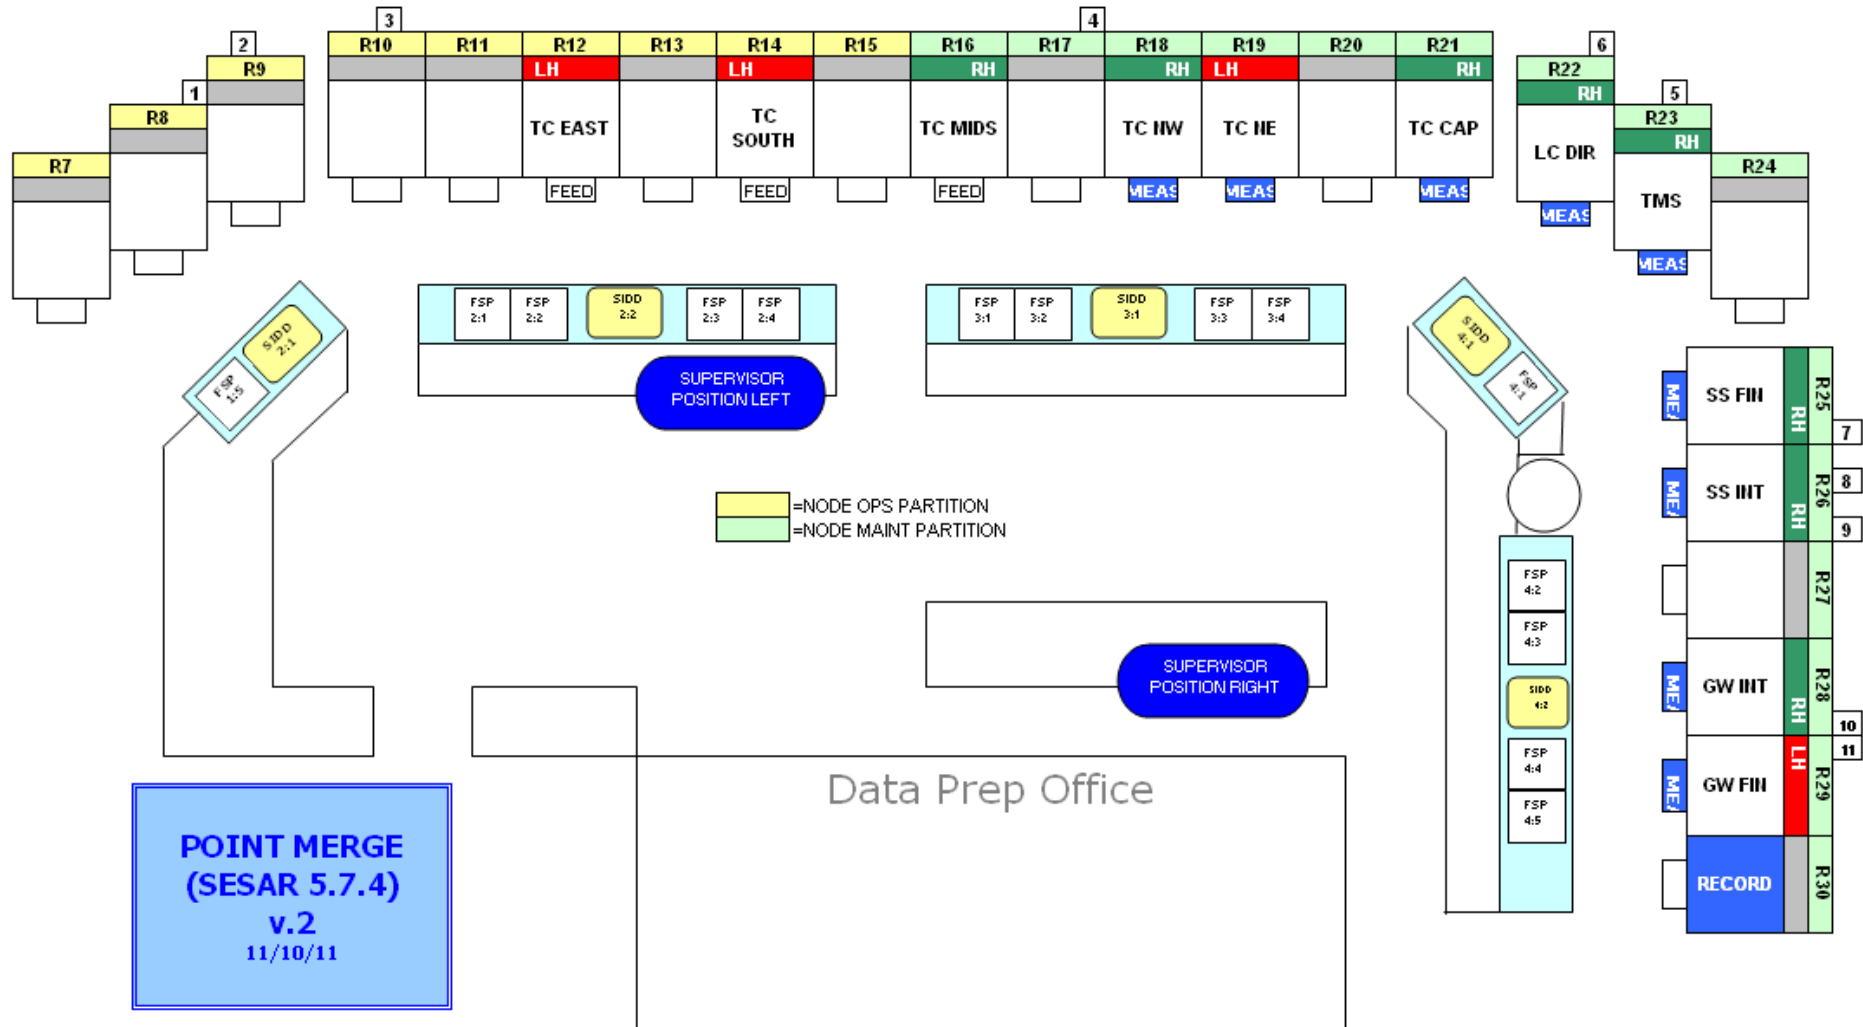 3
4
2
6
R10
R11
R12
R13
R14
R15
R16
R17
R18
R19
R20
R21
R9
LH
LH
RH
RH
LH
RH
R22
1
RH
5
R8
TC EAST
TC
SOUTH
TC MIDS
TC NW
TC NE
TC CAP
R23
RH
LC DIR
R7
R24
FEED
FEED
FEED
MEAS
MEAS
MEAS
TMS
MEAS
MEAS
FSP
2:1
FSP
2:2
SIDD
2:2
FSP
2:3
FSP
2:4
FSP
3:1
FSP
3:2
SIDD
3:1
FSP
3:3
FSP
3:4
SIDD
2:1
FSP
1:5
SIDD
4:1
FSP
4:1
SUPERVISOR
POSITION LEFT
MEA
SS FIN
RH
R25
7
MEA
SS INT
RH
R26
8
9
=NODE OPS PARTITION
=NODE MAINT PARTITION
FSP
4:2
FSP
4:3
SIDD
4:2
FSP
4:4
FSP
4:5
R27
SUPERVISOR
POSITION RIGHT
MEA
GW INT
RH
R28
10
11
MEA
GW FIN
LH
R29
RECORD
R30
Data Prep Office
POINT MERGE
(SESAR 5.7.4)
v.2
11/10/11